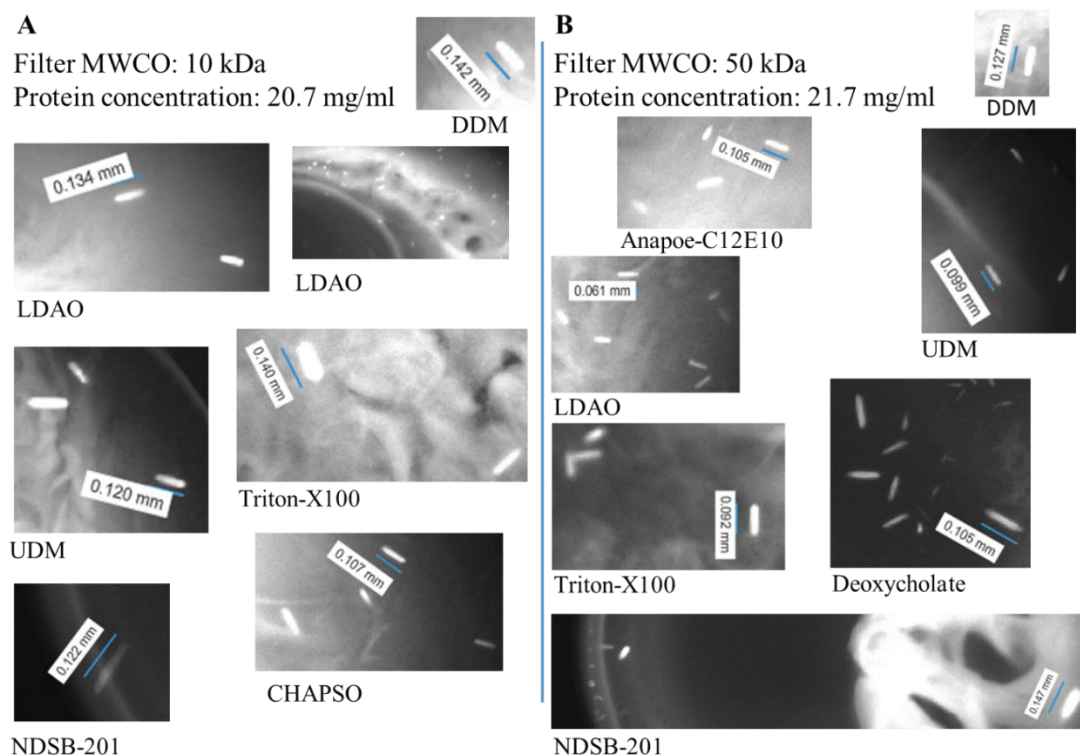 A
Filter MWCO: 10 kDa
Protein concentration: 20.7 mg/ml
0.142 mm
DDM
0.134 mm
LDAO
LDAO
0.120 mm
UDM
0.140 mm
Triton-X100
0.122 mm
NDSB-201
0.107 mm
CHAPSO
B
Filter MWCO: 50 kDa
Protein concentration: 21.7 mg/ml
0.127 mm
DDM
0.105 mm
Anapoe-C12E10
0.099 mm
UDM
0.061 mm
LDAO
0.092 mm
Triton-X100
0.105 mm
Deoxycholate
0.147 mm
NDSB-201